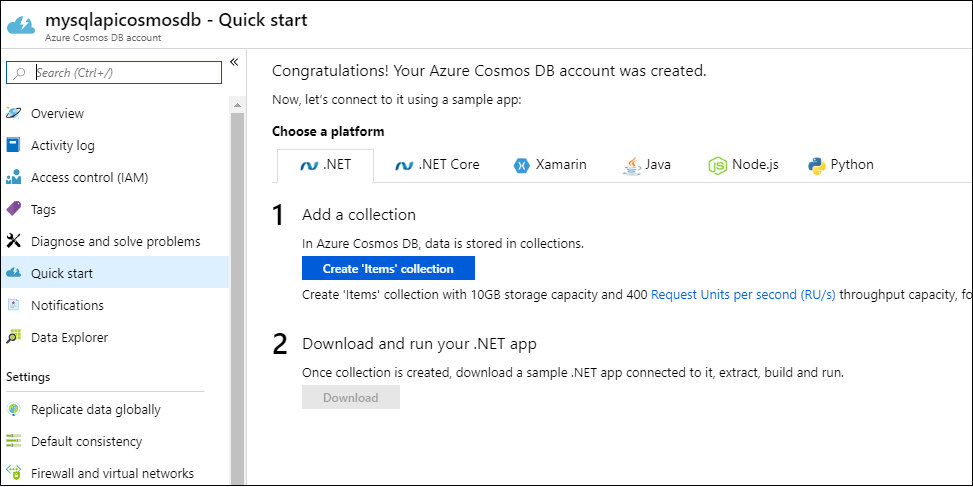 mysqlapicosmosdb - Quick start
Azure Cosmos DB account
Search (Ctrl+/)
«
Overview
Activity log
Access control (IAM)
Tags
Diagnose and solve problems
Quick start
Notifications
Data Explorer
Settings
Replicate data globally
Default consistency
Firewall and virtual networks
Congratulations! Your Azure Cosmos DB account was created.
Now, let's connect to it using a sample app:
Choose a platform
.NET
.NET Core
Xamarin
Java
Node.js
Python
1 Add a collection
In Azure Cosmos DB, data is stored in collections.
Create 'Items' collection
Create 'Items' collection with 10GB storage capacity and 400 Request Units per second (RU/s) throughput capacity, fo
2 Download and run your .NET app
Once collection is created, download a sample .NET app connected to it, extract, build and run.
Download